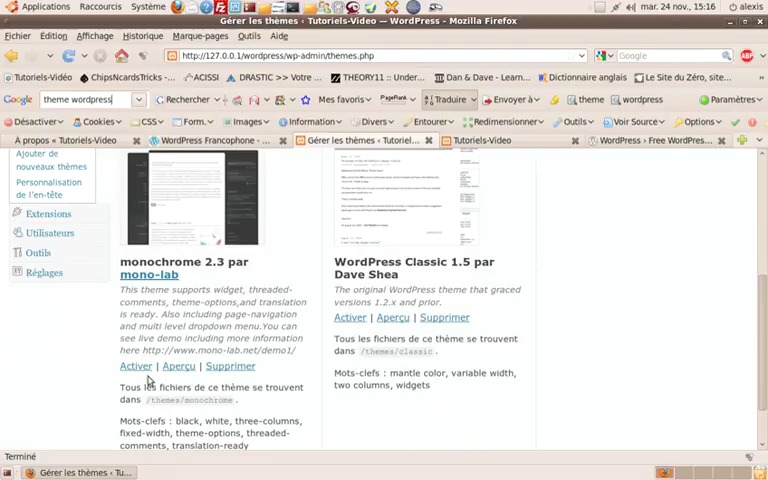 Applications Raccourcis Système mar. 24 nov., 15:16 alexis
Gérer les thèmes ‹ Tutoriels-Video — WordPress - Mozilla Firefox
Fichier Édition Affichage Historique Marque-pages Outils Aide
http://127.0.0.1/wordpress/wp-admin/themes.php Google ABP
Tutoriels-Vidéo ChipsNcardsTricks - ... ACISSI DRASTIC >> Votre ... THEORY11 :: Under... Dan & Dave - Learn... Dictionnaire anglais Le Site du Zéro, site...
Google theme wordpress Rechercher Mes favoris PageRank Traduire Envoyer à theme wordpress Paramètres
Désactiver Cookies CSS Form. Images Information Divers Entourer Redimensionner Outils Voir Source Options
À propos « Tutoriels-Video WordPress Francophone - ... Gérer les thèmes ‹ Tutoriel... Tutoriels-Video WordPress › Free WordP...
Ajouter de
nouveaux thèmes
Personnalisation
de l'en-tête
Extensions
Utilisateurs
Outils
Réglages
monochrome 2.3 par
mono-lab
This theme supports widget, threaded-
comments, theme-options,and translation
is ready. Also including page-navigation
and multi level dropdown menu.You can
see live demo including more information
here http://www.mono-lab.net/demo1/
Activer | Aperçu | Supprimer
Tous les fichiers de ce thème se trouvent
dans /themes/monochrome .
Mots-clefs : black, white, three-columns,
fixed-width, theme-options, threaded-
comments, translation-ready
WordPress Classic 1.5 par
Dave Shea
The original WordPress theme that graced
versions 1.2.x and prior.
Activer | Aperçu | Supprimer
Tous les fichiers de ce thème se trouvent
dans /themes/classic .
Mots-clefs : mantle color, variable width,
two columns, widgets
Terminé
Gérer les thèmes ‹ Tu...